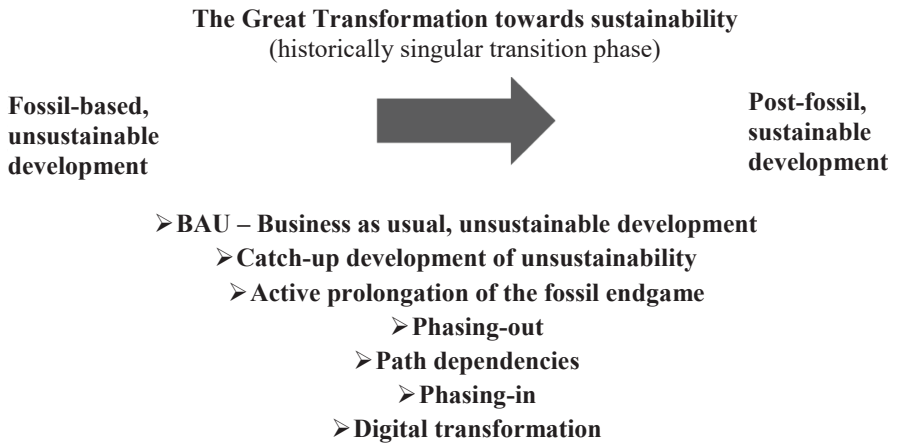 The Great Transformation towards sustainability
(historically singular transition phase)
Fossil-based,
unsustainable
development
Post-fossil,
sustainable
development
➢BAU – Business as usual, unsustainable development
➢Catch-up development of unsustainability
➢Active prolongation of the fossil endgame
➢Phasing-out
➢Path dependencies
➢Phasing-in
➢Digital transformation